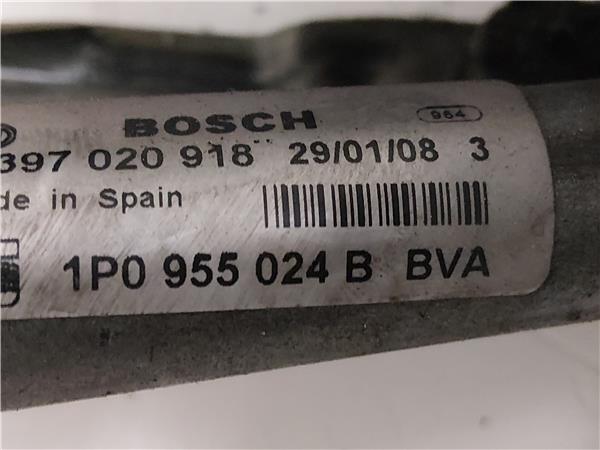 BOSCH 964
397 020 918 29/01/08 3
de in Spain
1P0 955 024 B BVA